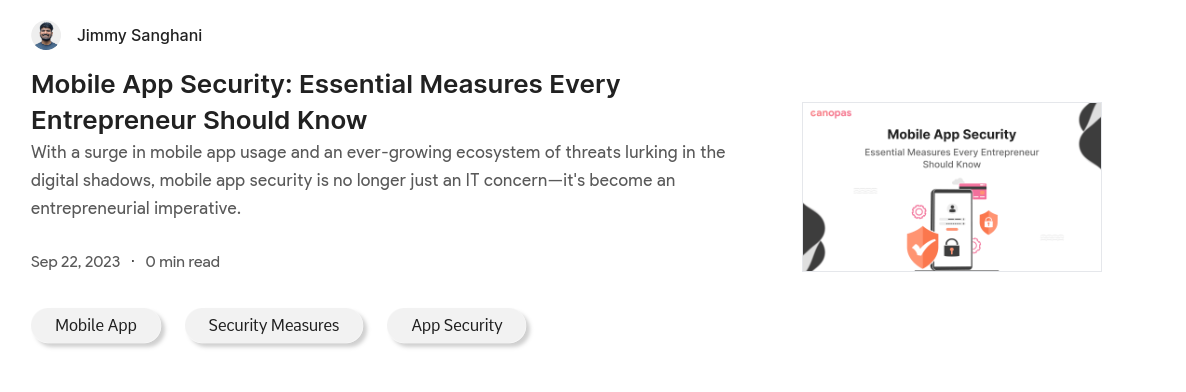 Jimmy Sanghani
Mobile App Security: Essential Measures Every
Entrepreneur Should Know
With a surge in mobile app usage and an ever-growing ecosystem of threats lurking in the
digital shadows, mobile app security is no longer just an IT concern—it's become an
entrepreneurial imperative.
Sep 22, 2023 · 0 min read
Mobile App Security Measures App Security
canopas
Mobile App Security
Essential Measures Every Entrepreneur
Should Know